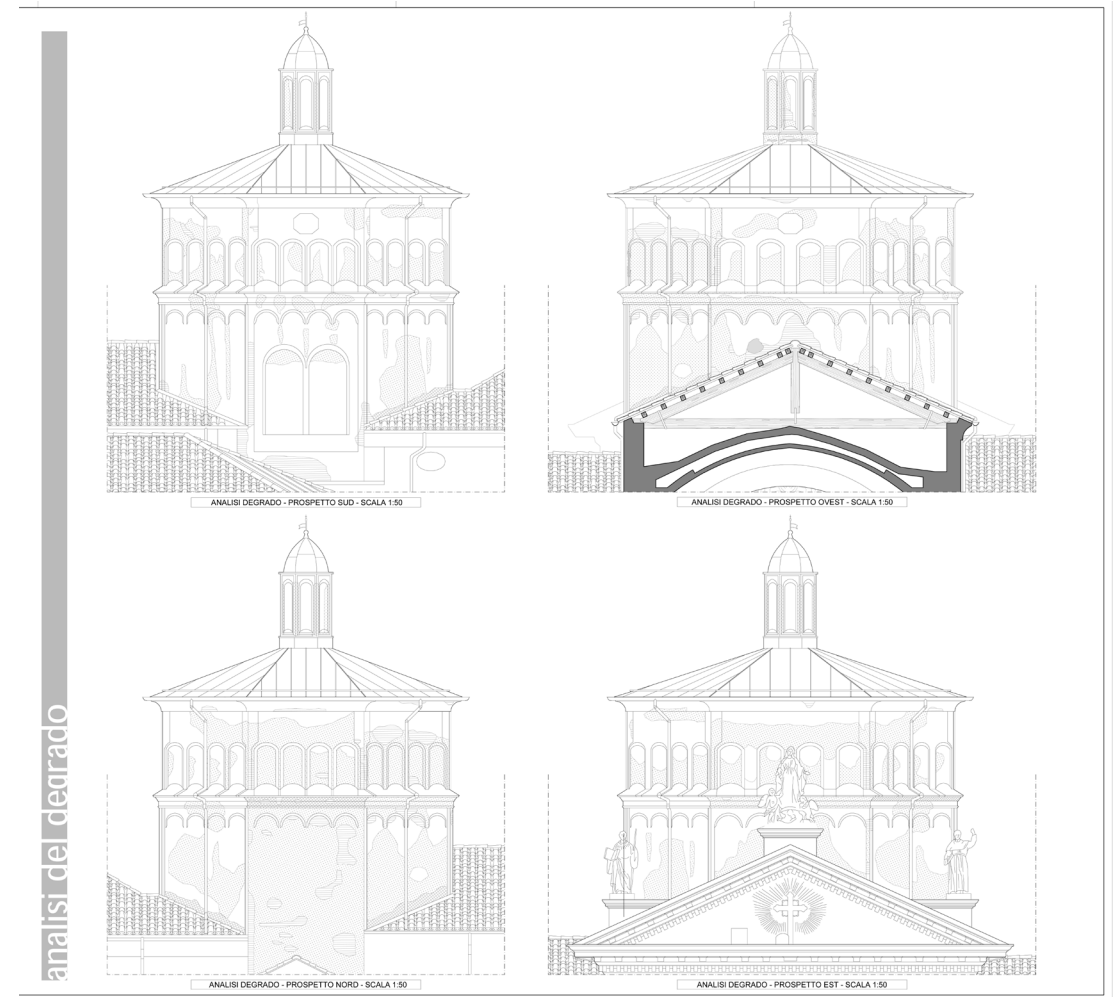 analisi del degrado
ANALISI DEGRADO - PROSPETTO SUD - SCALA 1:50
ANALISI DEGRADO - PROSPETTO OVEST - SCALA 1:50
ANALISI DEGRADO - PROSPETTO NORD - SCALA 1:50
ANALISI DEGRADO - PROSPETTO EST - SCALA 1:50